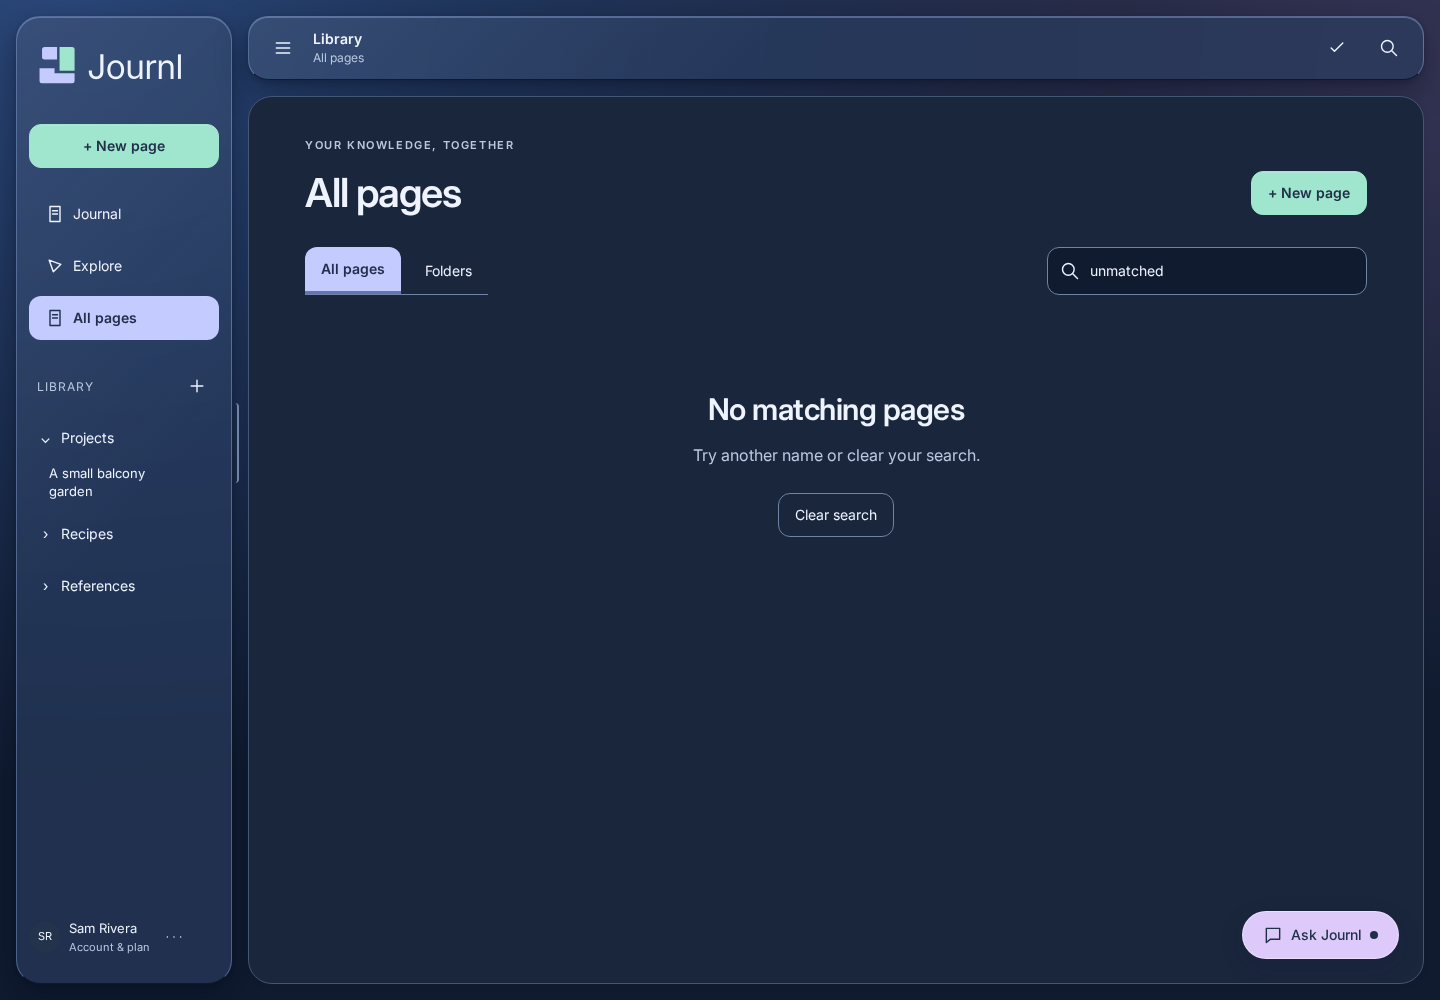 Journl
+ New page
Journal
Explore
All pages
LIBRARY
Projects
A small balcony
garden
Recipes
References
SR
Sam Rivera
Account & plan
Library
All pages
YOUR KNOWLEDGE, TOGETHER
All pages
+ New page
All pages
Folders
unmatched
No matching pages
Try another name or clear your search.
Clear search
Ask Journl